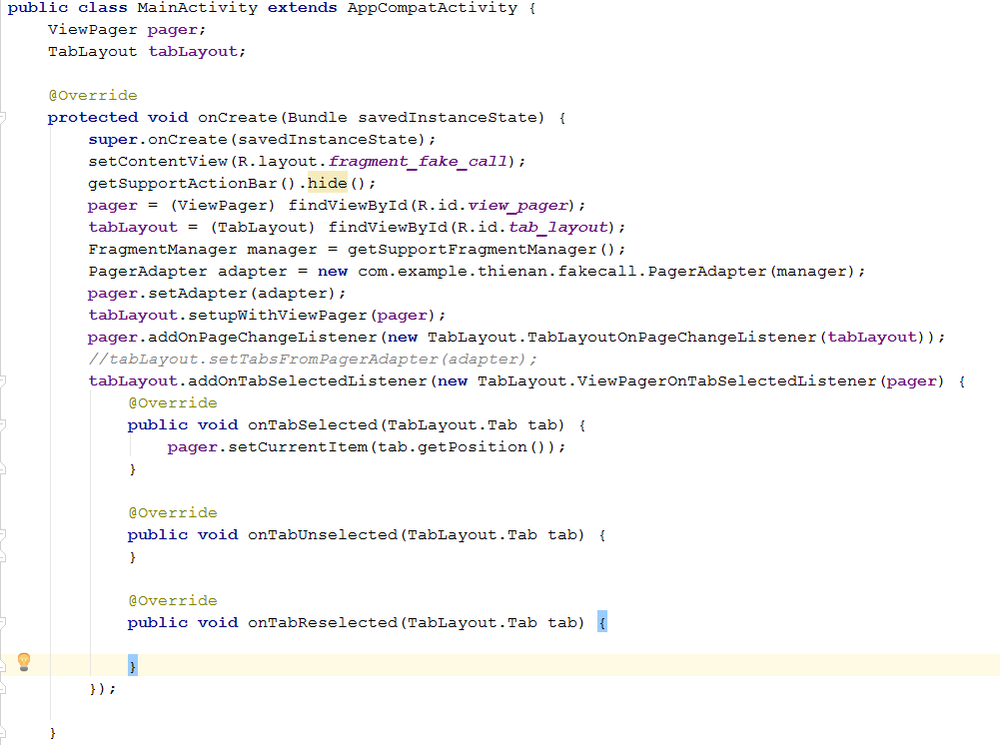 public class MainActivity extends AppCompatActivity {
    ViewPager pager;
    TabLayout tabLayout;

    @Override
    protected void onCreate(Bundle savedInstanceState) {
        super.onCreate(savedInstanceState);
        setContentView(R.layout.fragment_fake_call);
        getSupportActionBar().hide();
        pager = (ViewPager) findViewById(R.id.view_pager);
        tabLayout = (TabLayout) findViewById(R.id.tab_layout);
        FragmentManager manager = getSupportFragmentManager();
        PagerAdapter adapter = new com.example.thienan.fakecall.PagerAdapter(manager);
        pager.setAdapter(adapter);
        tabLayout.setupWithViewPager(pager);
        pager.addOnPageChangeListener(new TabLayout.TabLayoutOnPageChangeListener(tabLayout));
        //tabLayout.setTabsFromPagerAdapter(adapter);
        tabLayout.addOnTabSelectedListener(new TabLayout.ViewPagerOnTabSelectedListener(pager) {
            @Override
            public void onTabSelected(TabLayout.Tab tab) {
                pager.setCurrentItem(tab.getPosition());
            }

            @Override
            public void onTabUnselected(TabLayout.Tab tab) {
            }

            @Override
            public void onTabReselected(TabLayout.Tab tab) {

            }
        });

    }